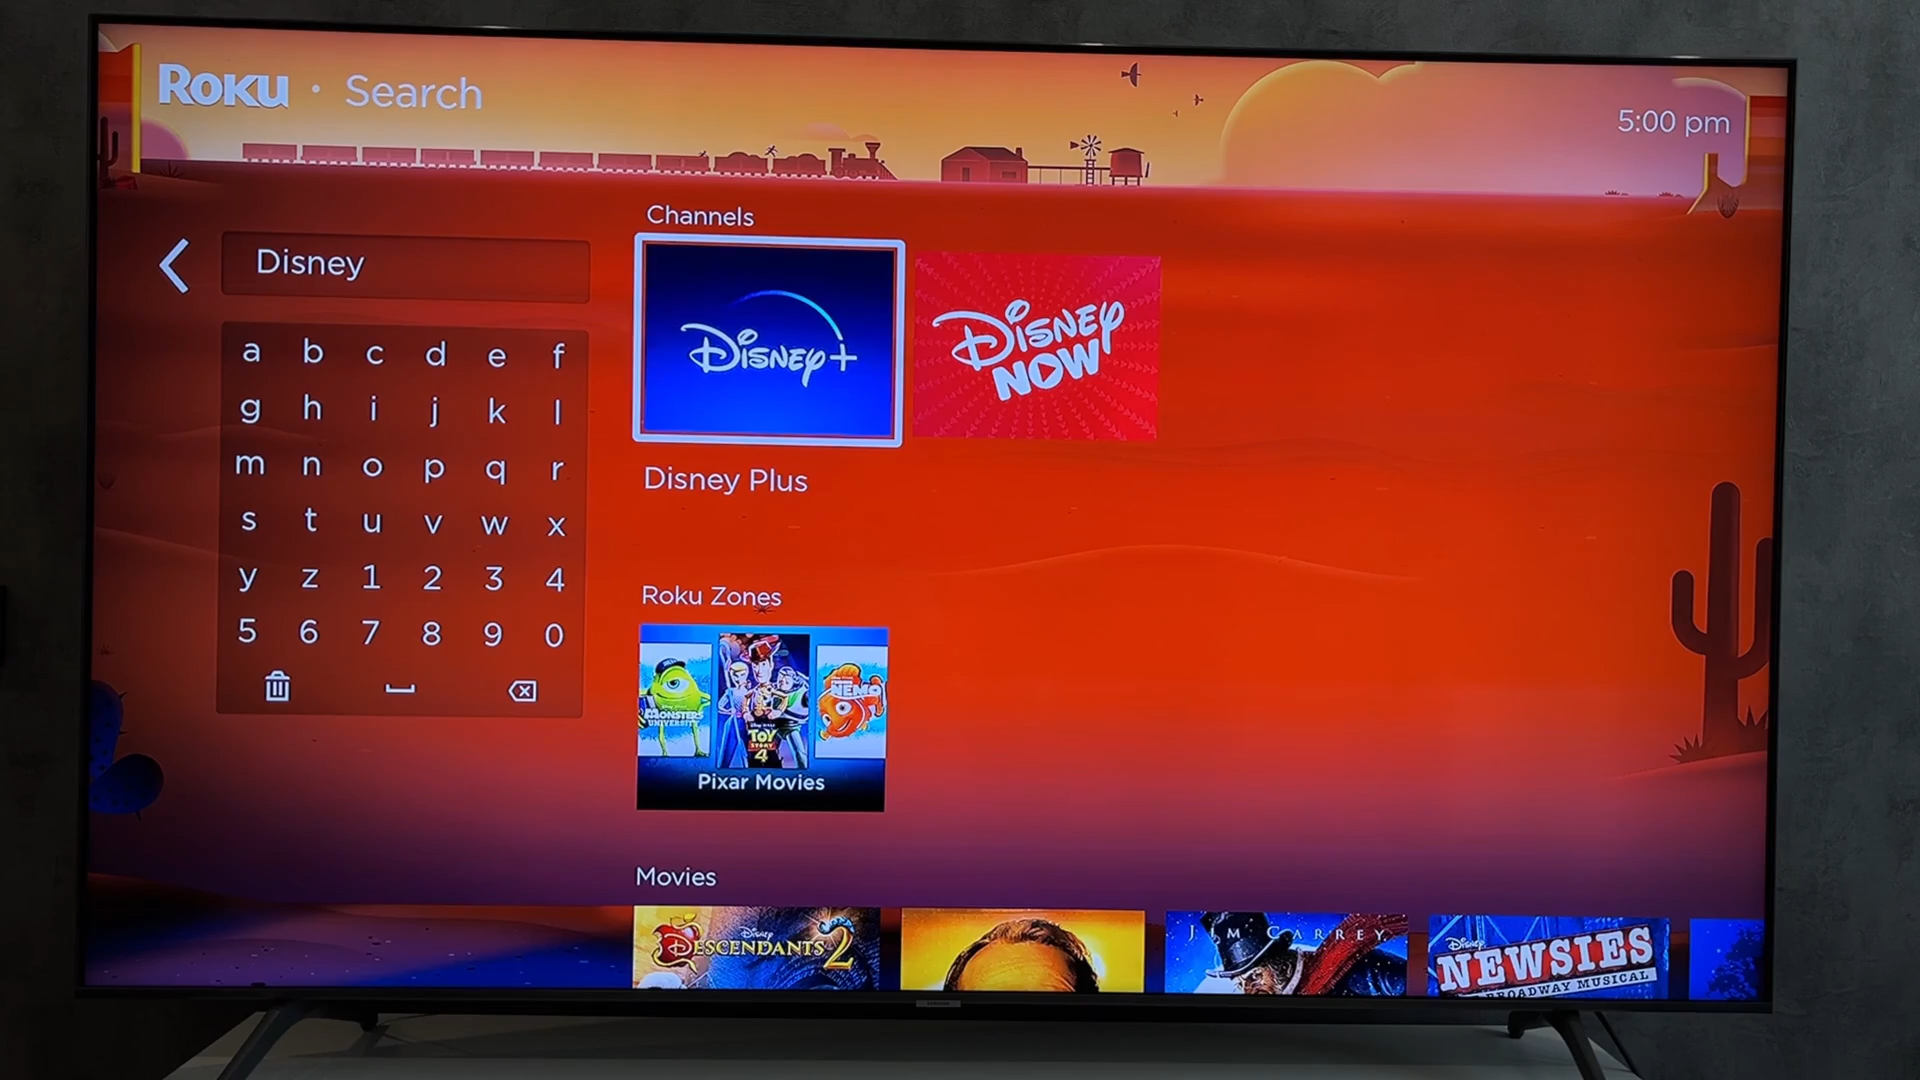 Roku · Search
5:00 pm
Disney
a b c d e f
g h i j k l
m n o p q r
s t u v w x
y z 1 2 3 4
5 6 7 8 9 0
Channels
Disney+
Disney NOW
Disney Plus
Roku Zones
MONSTERS
UNIVERSITY
TOY
STORY
4
NEMO
Pixar Movies
Movies
Disney
DESCENDANTS 2
JIM CARREY
Disney
NEWSIES
BROADWAY MUSICAL